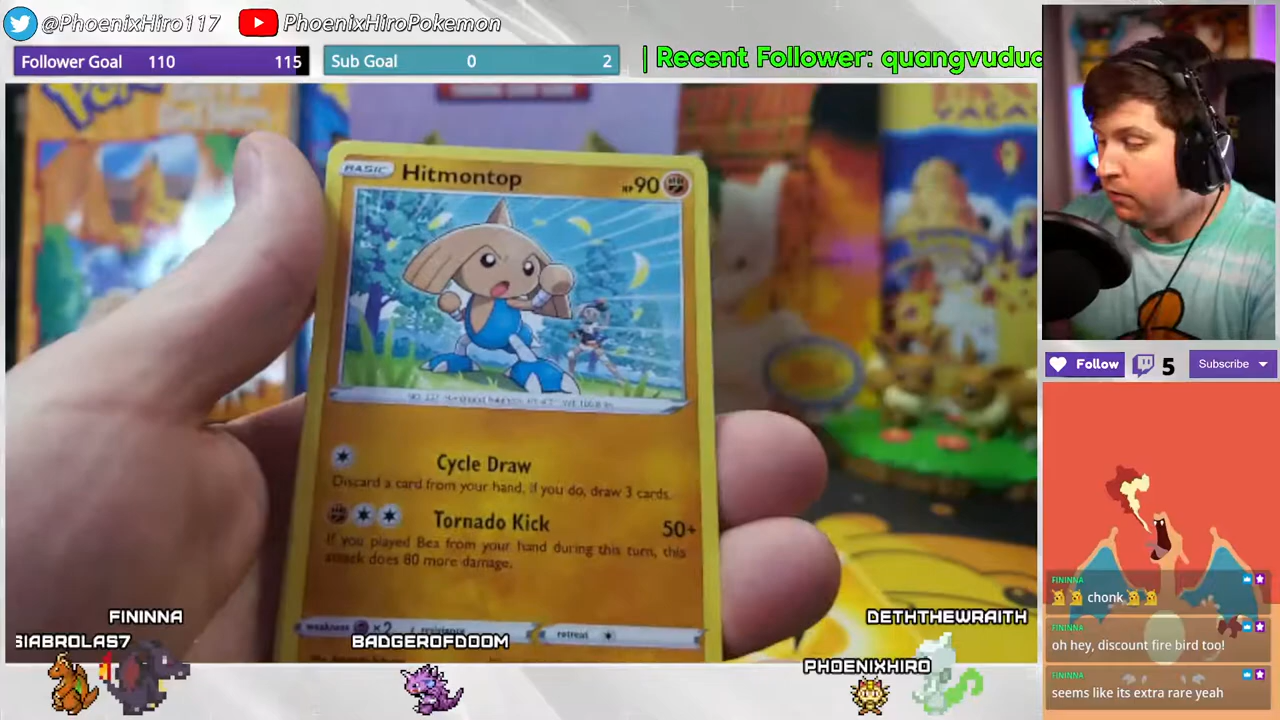 @PhoenixHiro117 PhoenixHiroPokemon
Follower Goal 110 115
Sub Goal 0 2
| Recent Follower: quangvuduc
BASIC Hitmontop HP90
Cycle Draw
Discard a card from your hand. If you do, draw 3 cards.
Tornado Kick 50+
If you played Bea from your hand during this turn, this
attack does 80 more damage.
weakness ×2 resistance retreat
Follow 5 Subscribe
FININNA
chonk
FININNA
oh hey, discount fire bird too!
FININNA
seems like its extra rare yeah
FININNA
SIABROLAS7
BADGEROFDOOM
PHOENIXHIRO
DETHTHEWRAITH